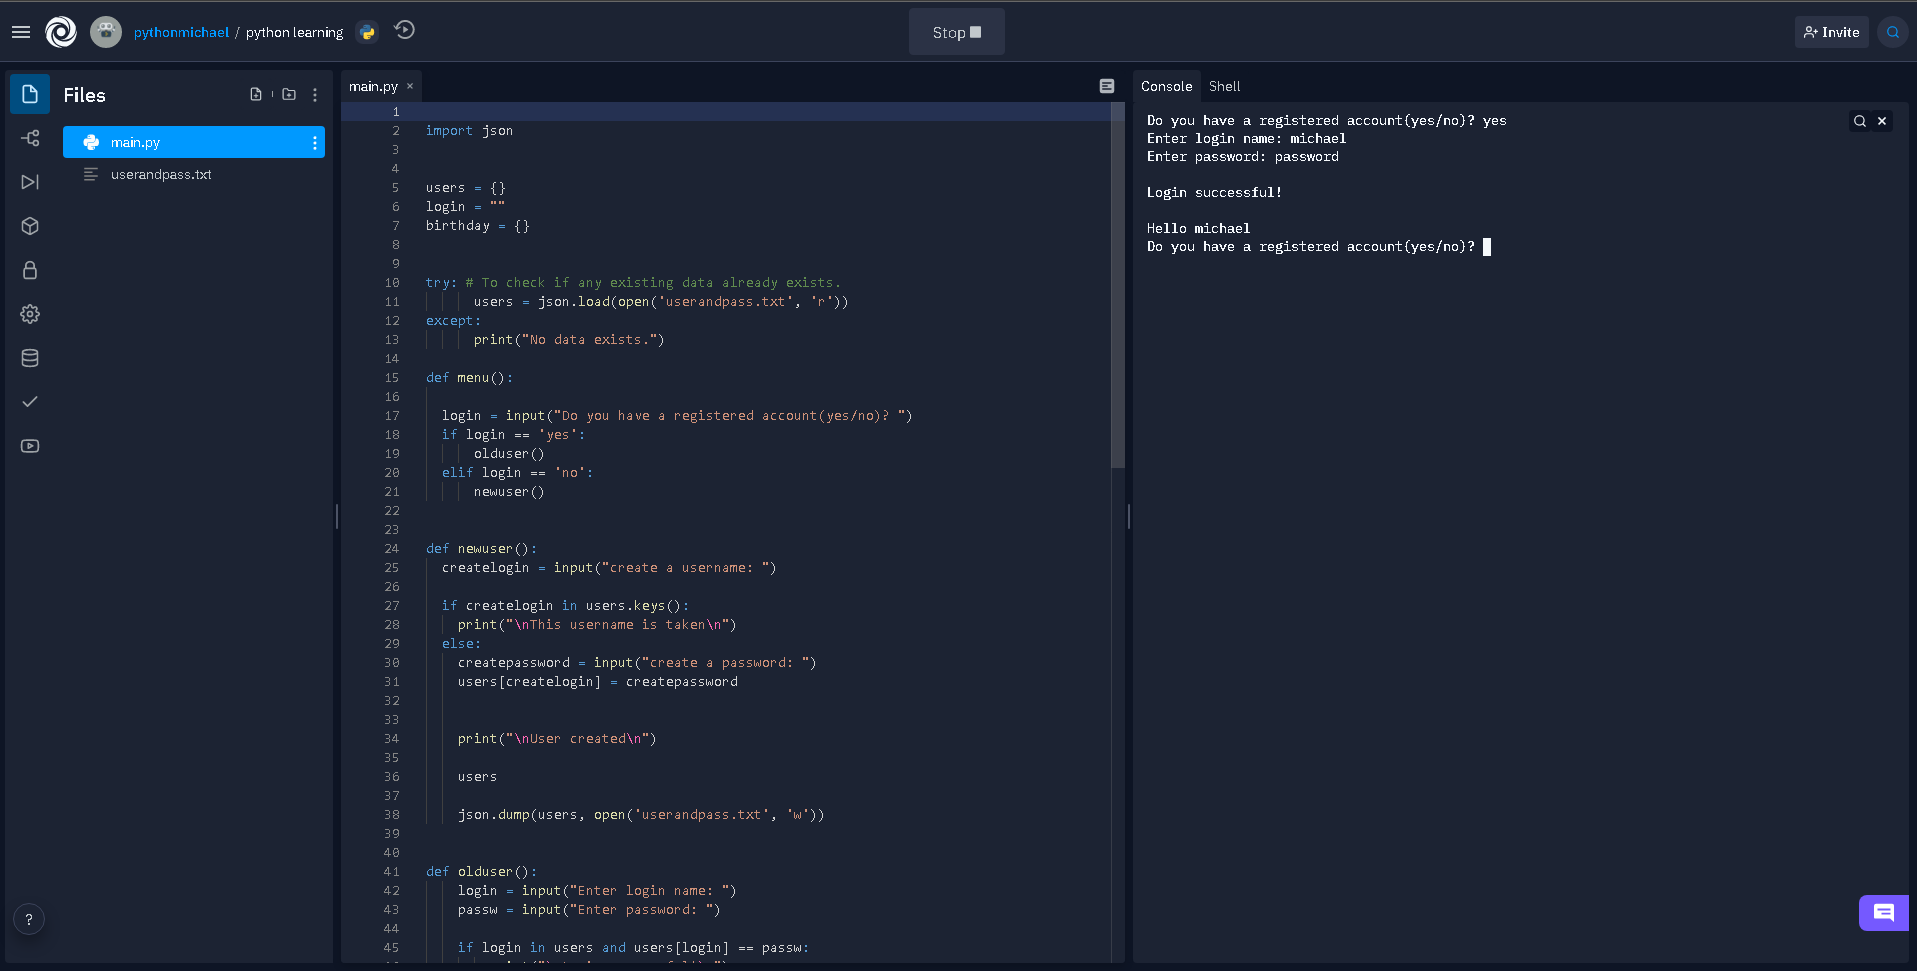 pythonmichael / python learning
Stop
Invite
Files
main.py
userandpass.txt
main.py ×
1
2 import json
3
4
5 users = {}
6 login = ""
7 birthday = {}
8
9
10 try: # To check if any existing data already exists.
11 users = json.load(open('userandpass.txt', 'r'))
12 except:
13 print("No data exists.")
14
15 def menu():
16
17 login = input("Do you have a registered account(yes/no)? ")
18 if login == 'yes':
19 olduser()
20 elif login == 'no':
21 newuser()
22
23
24 def newuser():
25 createlogin = input("create a username: ")
26
27 if createlogin in users.keys():
28 print("\nThis username is taken\n")
29 else:
30 createpassword = input("create a password: ")
31 users[createlogin] = createpassword
32
33
34 print("\nUser created\n")
35
36 users
37
38 json.dump(users, open('userandpass.txt', 'w'))
39
40
41 def olduser():
42 login = input("Enter login name: ")
43 passw = input("Enter password: ")
44
45 if login in users and users[login] == passw:
Console Shell
Do you have a registered account(yes/no)? yes
Enter login name: michael
Enter password: password
Login successful!
Hello michael
Do you have a registered account(yes/no)?
?